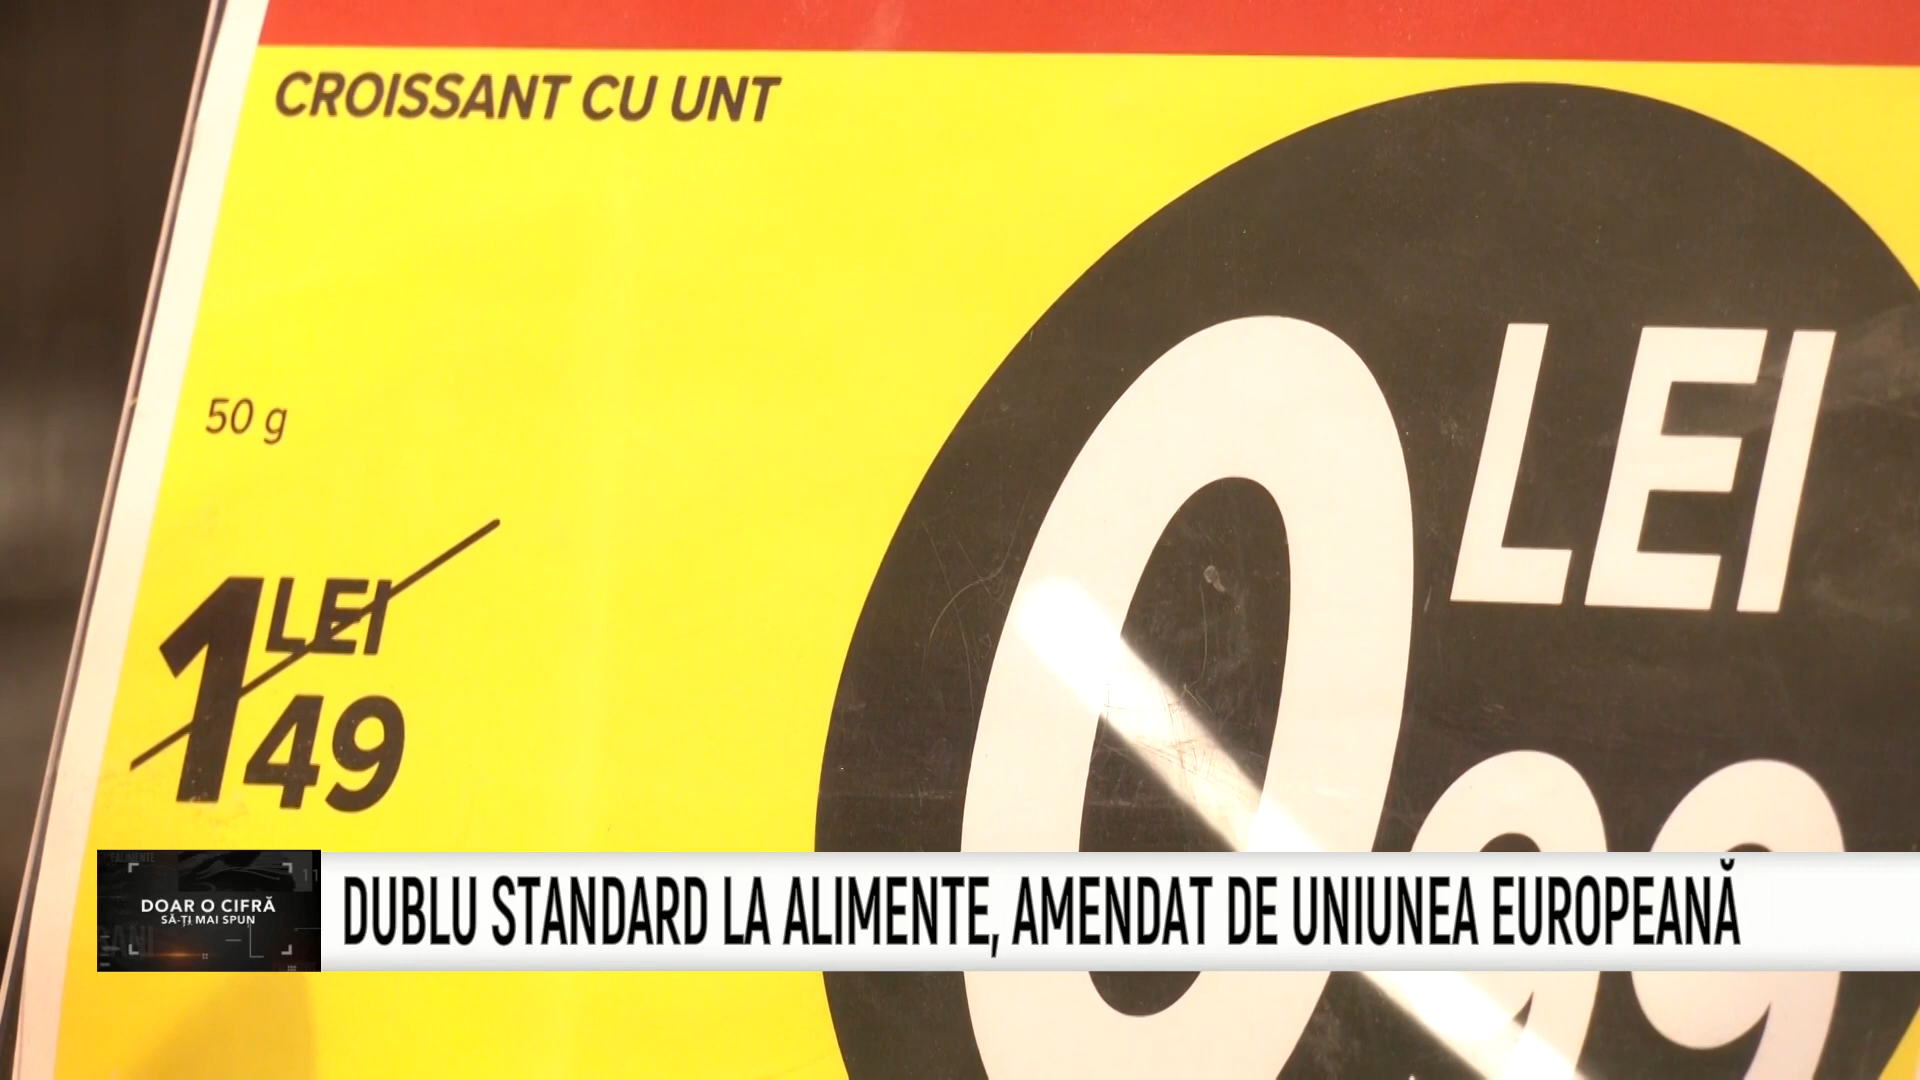 CROISSANT CU UNT
50 g
1 LEI
49
0 LEI
99
DOAR O CIFRĂ
SĂ-ȚI MAI SPUN
DUBLU STANDARD LA ALIMENTE, AMENDAT DE UNIUNEA EUROPEANĂ